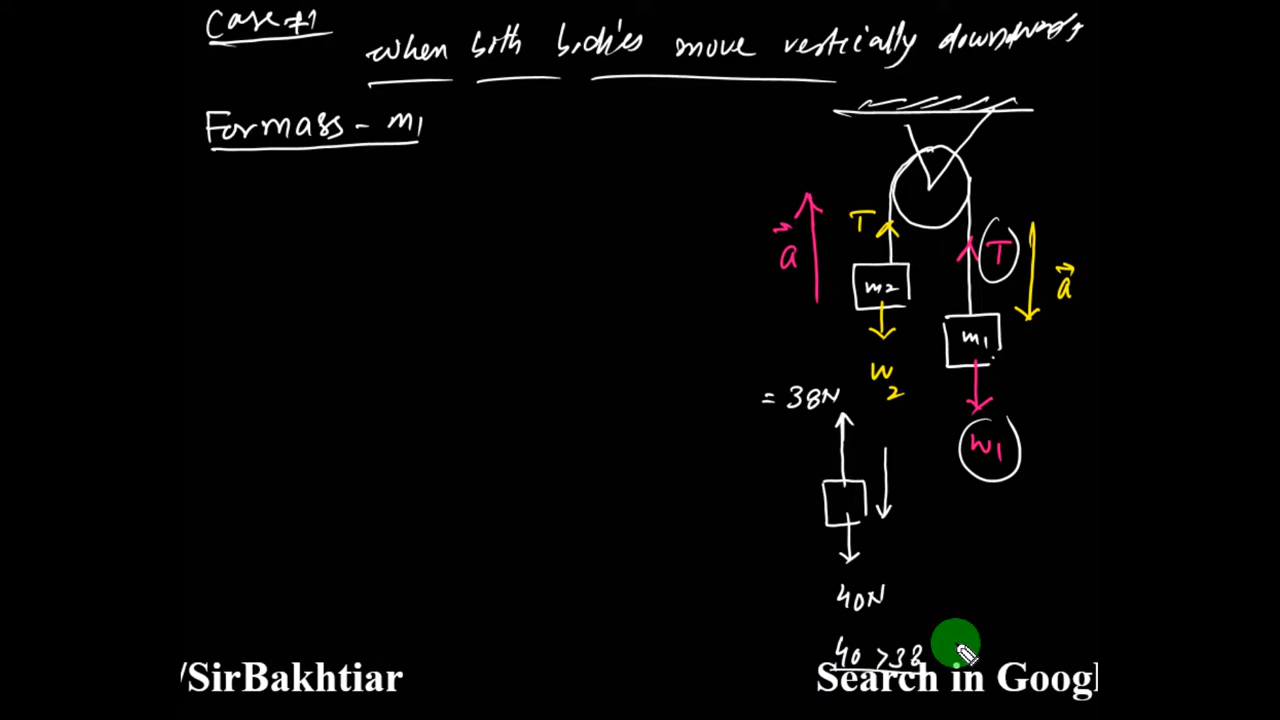 Case #1
when both bodies move vertically downwards
For mass - m1
T
T
a
m2
a
m1
W2
= 38N
W1
40N
40 > 38
/SirBakhtiar
Search in Goog